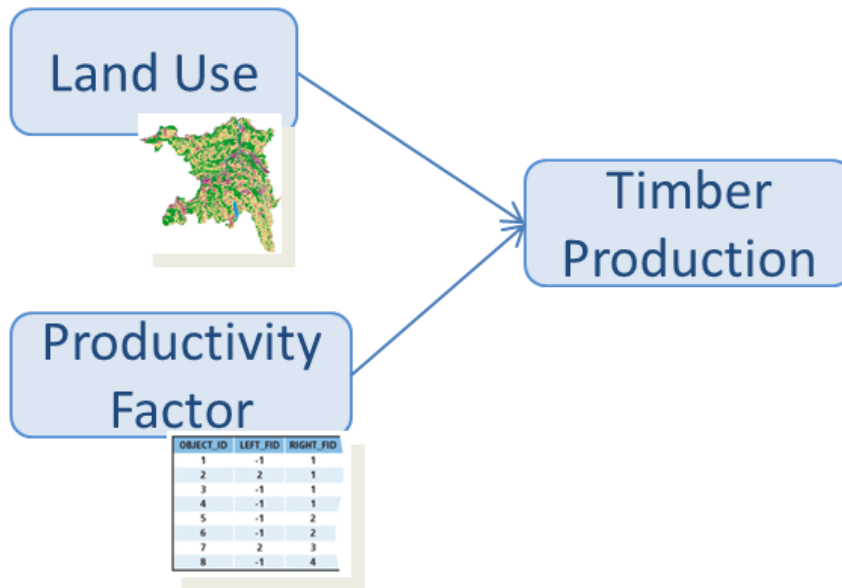 Land Use
Timber
Production
Productivity
Factor
OBJECT_ID LEFT_FID RIGHT_FID
1 -1 1
2 2 1
3 -1 1
4 -1 1
5 -1 2
6 -1 2
7 2 3
8 -1 4